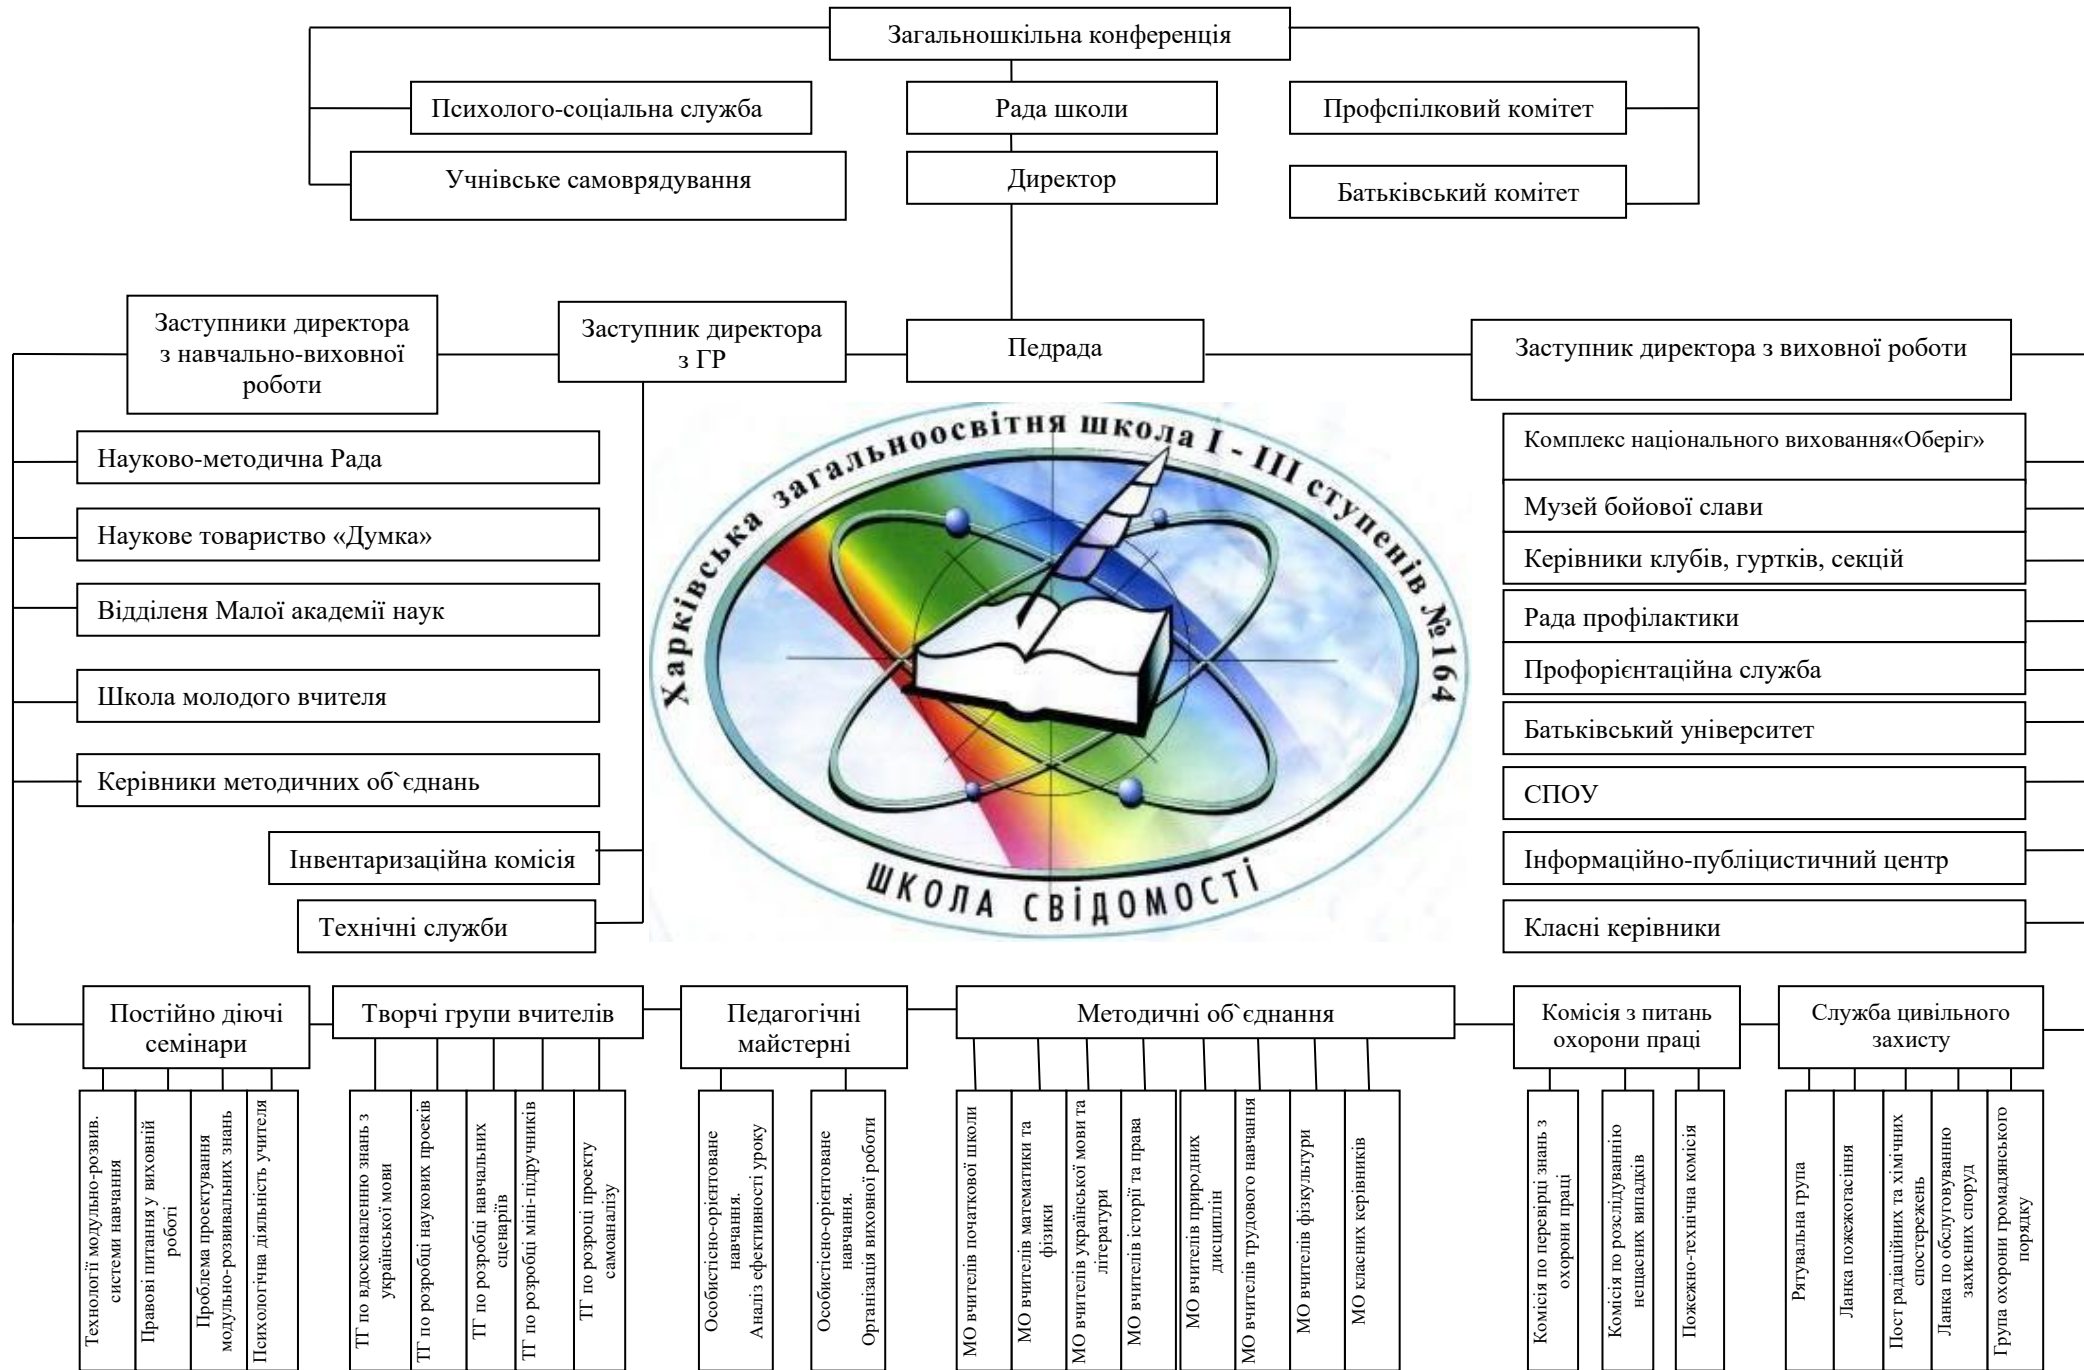 Загальношкільна конференція
Психолого-соціальна служба
Рада школи
Профспілковий комітет
Учнівське самоврядування
Директор
Батьківський комітет
Заступники директора
з навчально-виховної
роботи
Заступник директора
з ГР
Педрада
Заступник директора з виховної роботи
Науково-методична Рада
Наукове товариство «Думка»
Відділеня Малої академії наук
Школа молодого вчителя
Керівники методичних об`єднань
Інвентаризаційна комісія
Технічні служби
Харківська загальноосвітня школа І - ІІІ ступенів №164
ШКОЛА СВІДОМОСТІ
Комплекс національного виховання«Оберіг»
Музей бойової слави
Керівники клубів, гуртків, секцій
Рада профілактики
Профорієнтаційна служба
Батьківський університет
СПОУ
Інформаційно-публіцистичний центр
Класні керівники
Постійно діючі
семінари
Творчі групи вчителів
Педагогічні
майстерні
Методичні об`єднання
Комісія з питань
охорони праці
Служба цивільного
захисту
Технології модульно-розвив.
системи навчання
Правові питання у виховній
роботі
Проблема проектування
модульно-розвивальних знань
Психологічна діяльність учителя
ТГ по вдосконаленю знань з
української мови
ТГ по розробці наукових проеків
ТГ по розробці навчальних
сценаріїв
ТГ по розробці міні-підручників
ТГ по розроці проекту
самоаналізу
Особистісно-орієнтоване
навчання.
Аналіз ефективності уроку
Особистісно-орієнтоване
навчання.
Організація виховної роботи
МО вчителів початкової школи
МО вчителів математики та
фізики
МО вчителів української мови та
літератури
МО вчителів історії та права
МО вчителів природних
дисциплін
МО вчителів трудового навчання
МО вчителів фізкультури
МО класних керівників
Комісія по перевірці знань з
охорони праці
Комісія по розслідуванню
нещасних випадків
Пожежно-технічна комісія
Рятувальна група
Ланка пожежогасіння
Пост радіаційних та хімічних
спостережень
Ланка по обслуговуванню
захисних споруд
Група охорони громадянського
порядку